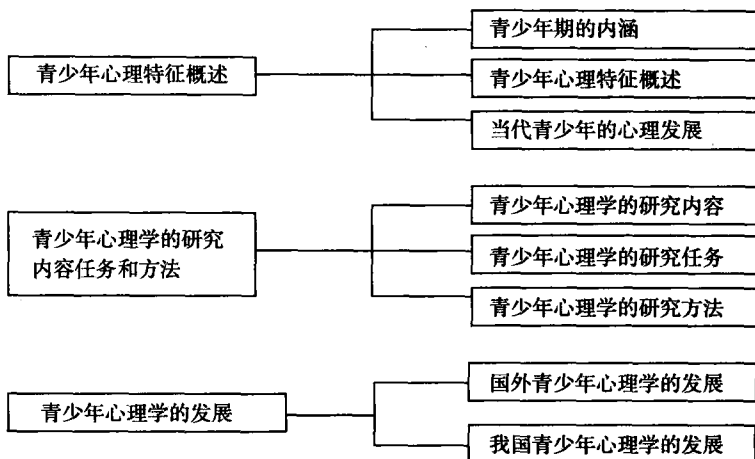 青少年心理特征概述
青少年期的内涵
青少年心理特征概述
当代青少年的心理发展
青少年心理学的研究
内容任务和方法
青少年心理学的研究内容
青少年心理学的研究任务
青少年心理学的研究方法
青少年心理学的发展
国外青少年心理学的发展
我国青少年心理学的发展